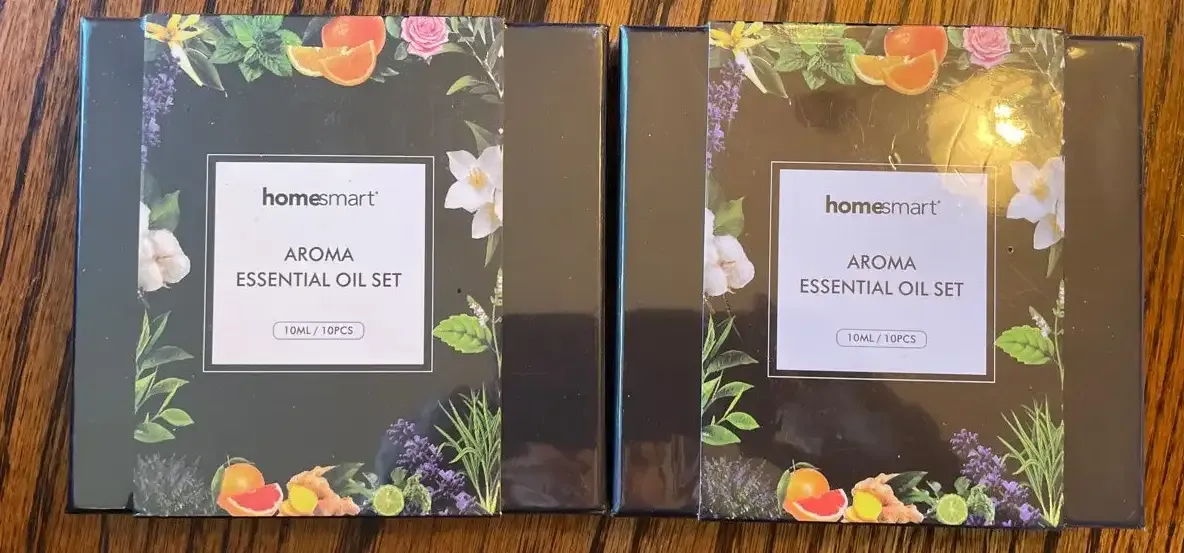 homesmart
AROMA
ESSENTIAL OIL SET
10ML / 10PCS
homesmart
AROMA
ESSENTIAL OIL SET
10ML / 10PCS